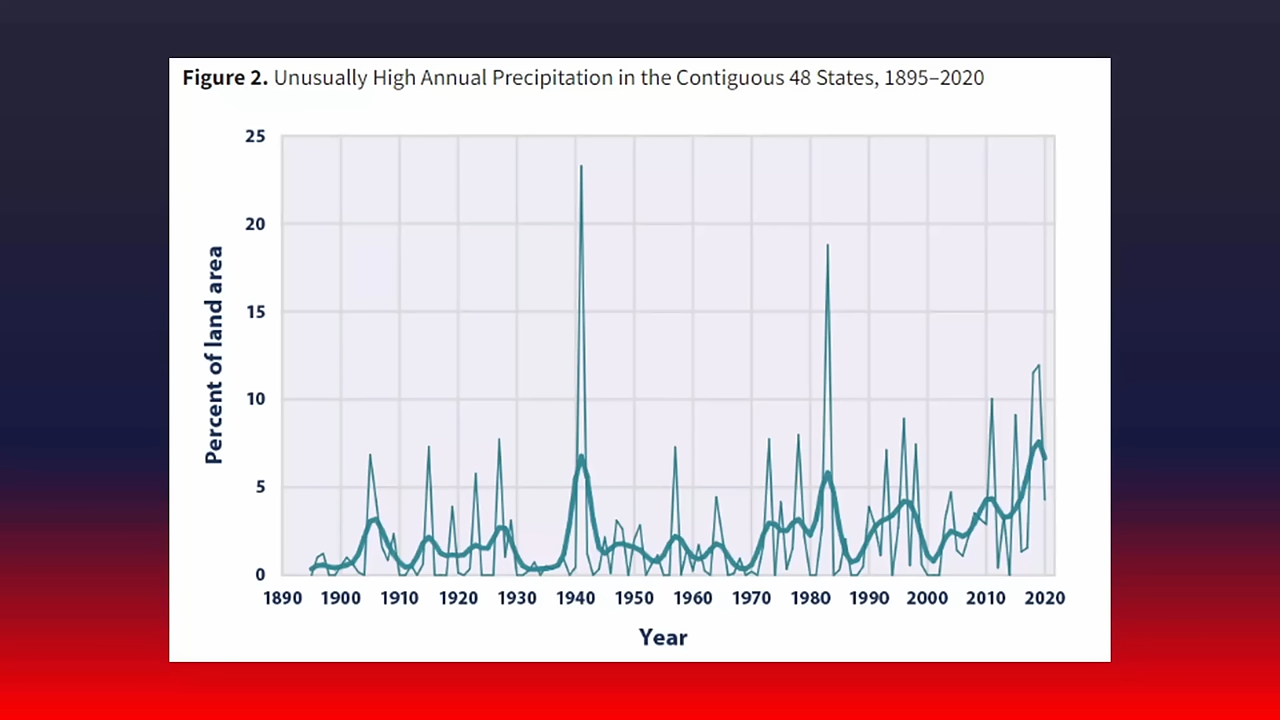 Figure 2. Unusually High Annual Precipitation in the Contiguous 48 States, 1895–2020
25
20
15
10
5
0
Percent of land area
1890 1900 1910 1920 1930 1940 1950 1960 1970 1980 1990 2000 2010 2020
Year